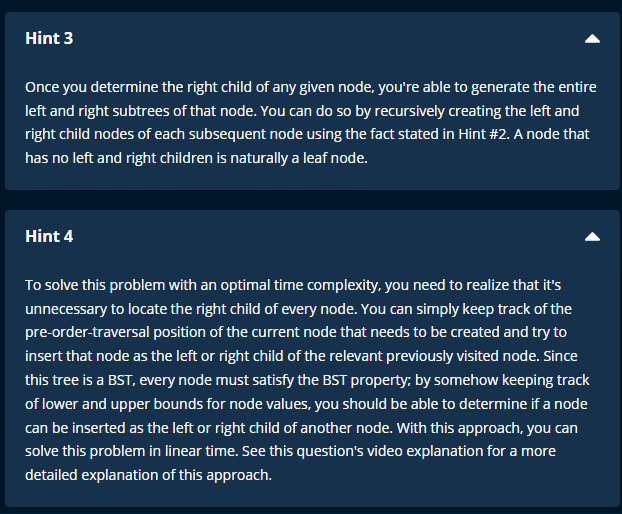 Hint 3
Once you determine the right child of any given node, you're able to generate the entire
left and right subtrees of that node. You can do so by recursively creating the left and
right child nodes of each subsequent node using the fact stated in Hint #2. A node that
has no left and right children is naturally a leaf node.
Hint 4
To solve this problem with an optimal time complexity, you need to realize that it's
unnecessary to locate the right child of every node. You can simply keep track of the
pre-order-traversal position of the current node that needs to be created and try to
insert that node as the left or right child of the relevant previously visited node. Since
this tree is a BST, every node must satisfy the BST property; by somehow keeping track
of lower and upper bounds for node values, you should be able to determine if a node
can be inserted as the left or right child of another node. With this approach, you can
solve this problem in linear time. See this question's video explanation for a more
detailed explanation of this approach.